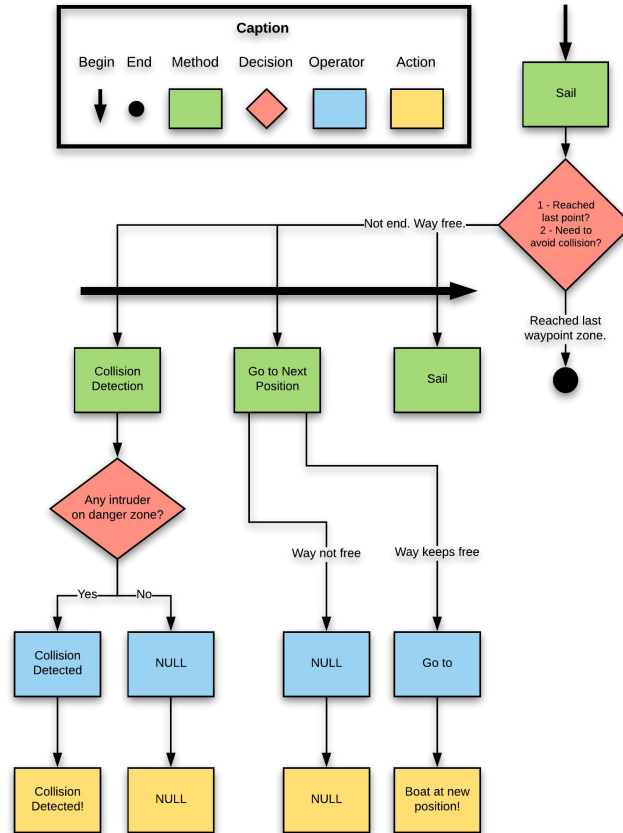 Caption
Begin End Method Decision Operator Action
Sail
1 - Reached
last point?
2 - Need to
avoid collision?
Not end. Way free.
Reached last
waypoint zone.
Collision
Detection
Go to Next
Position
Sail
Any intruder
on danger zone?
Way not free
Way keeps free
Yes
No
Collision
Detected
NULL
NULL
Go to
Collision
Detected!
NULL
NULL
Boat at new
position!